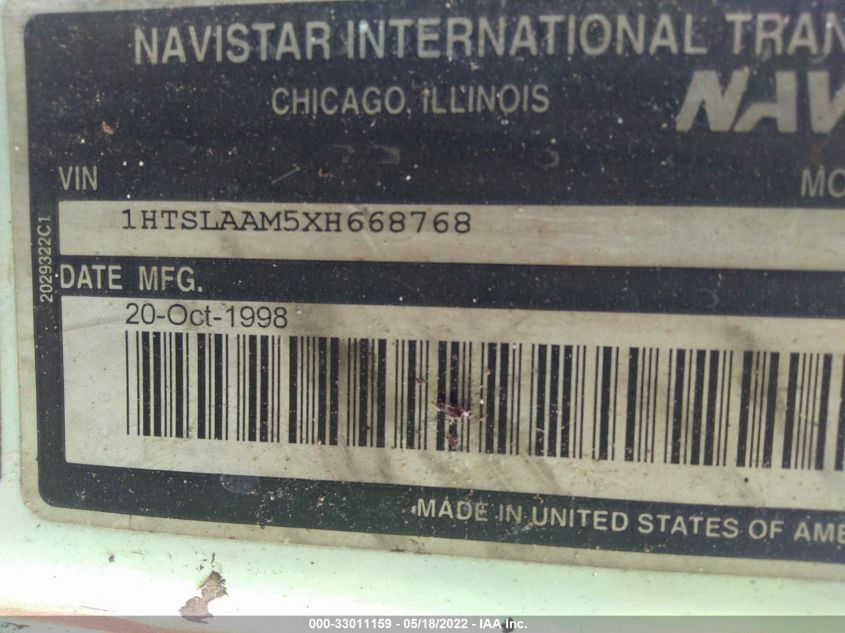 NAVISTAR INTERNATIONAL TRAN
CHICAGO, ILLINOIS
NAV
VIN
MO
1HTSLAAM5XH668768
2029322C1
DATE MFG.
20-Oct-1998
MADE IN UNITED STATES OF AME
000-33011159 - 05/18/2022 - IAA Inc.